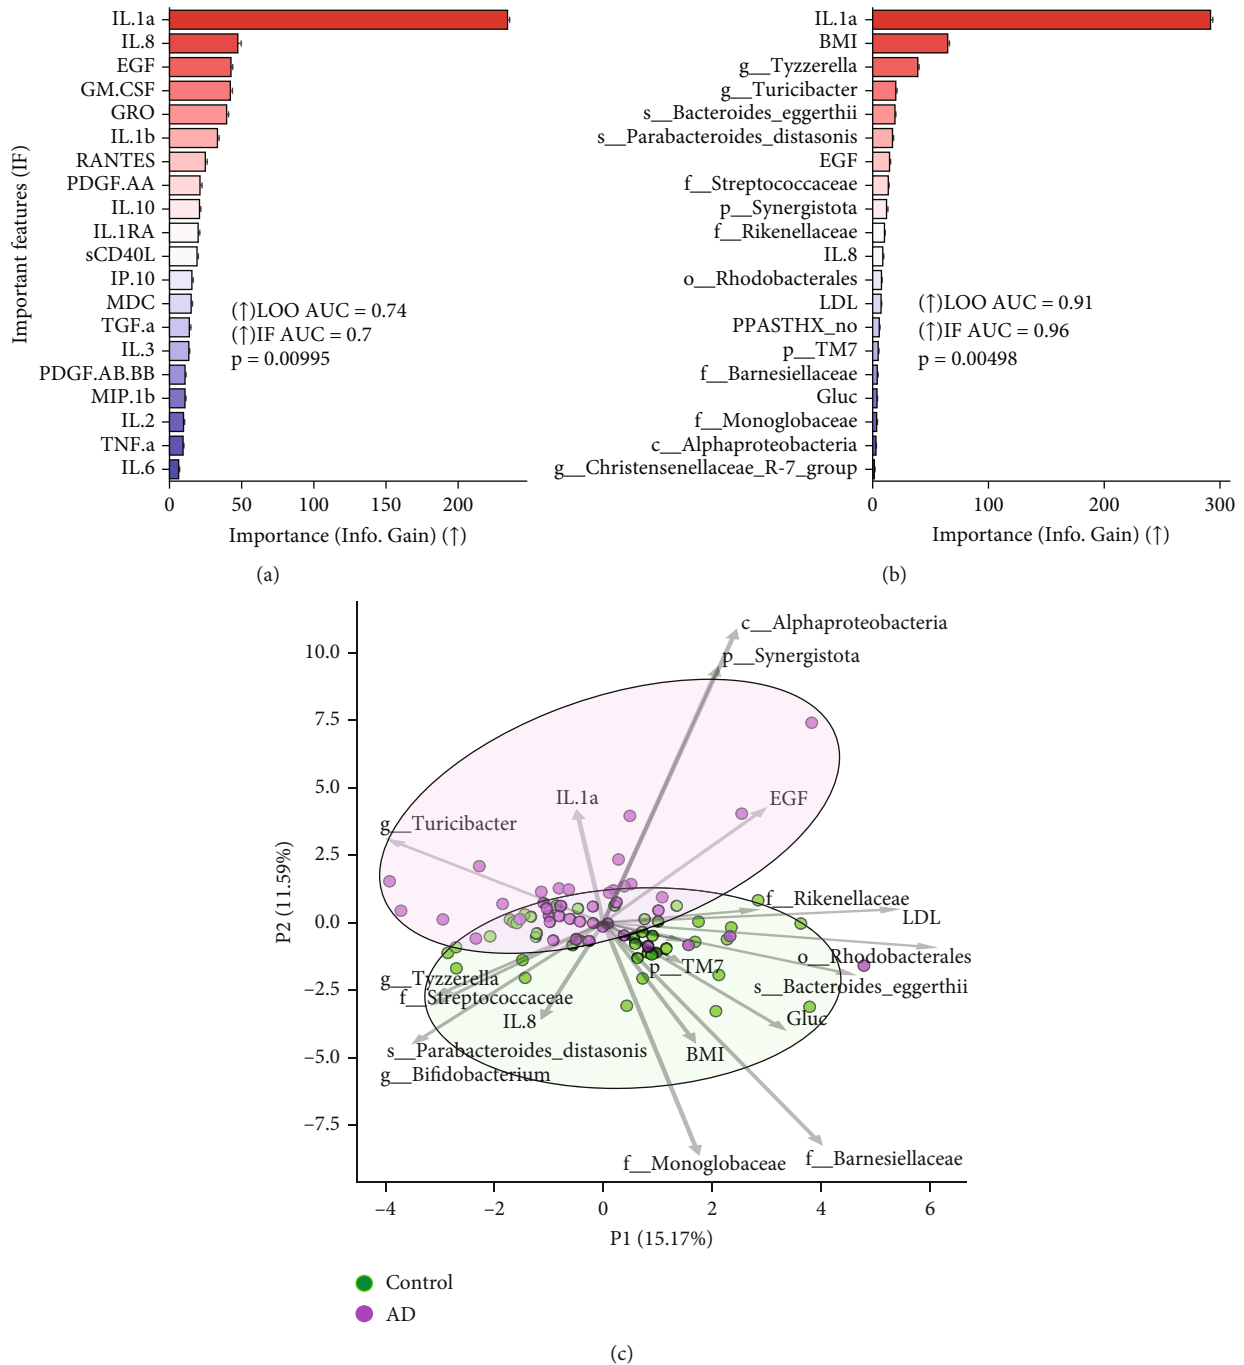 Important features (IF)
IL.1a
IL.8
EGF
GM.CSF
GRO
IL.1b
RANTES
PDGF.AA
IL.10
IL.1RA
sCD40L
IP.10
MDC
TGF.a
IL.3
PDGF.AB.BB
MIP.1b
IL.2
TNF.a
IL.6
(↑)LOO AUC = 0.74
(↑)IF AUC = 0.7
p = 0.00995
0 50 100 150 200
Importance (Info. Gain) (↑)
(a)
IL.1a
BMI
g__Tyzzerella
g__Turicibacter
s__Bacteroides_eggerthii
s__Parabacteroides_distasonis
EGF
f__Streptococcaceae
p__Synergistota
f__Rikenellaceae
IL.8
o__Rhodobacterales
LDL
PPASTHX_no
p__TM7
f__Barnesiellaceae
Gluc
f__Monoglobaceae
c__Alphaproteobacteria
g__Christensenellaceae_R-7_group
(↑)LOO AUC = 0.91
(↑)IF AUC = 0.96
p = 0.00498
0 100 200 300
Importance (Info. Gain) (↑)
(b)
P2 (11.59%)
10.0
7.5
5.0
2.5
0.0
−2.5
−5.0
−7.5
c__Alphaproteobacteria
p__Synergistota
IL.1a
EGF
g__Turicibacter
f__Rikenellaceae
LDL
o__Rhodobacterales
p__TM7
g__Tyzzerella
s__Bacteroides_eggerthii
f__Streptococcaceae
IL.8
Gluc
s__Parabacteroides_distasonis
BMI
g__Bifidobacterium
f__Monoglobaceae
f__Barnesiellaceae
−4 −2 0 2 4 6
P1 (15.17%)
Control
AD
(c)